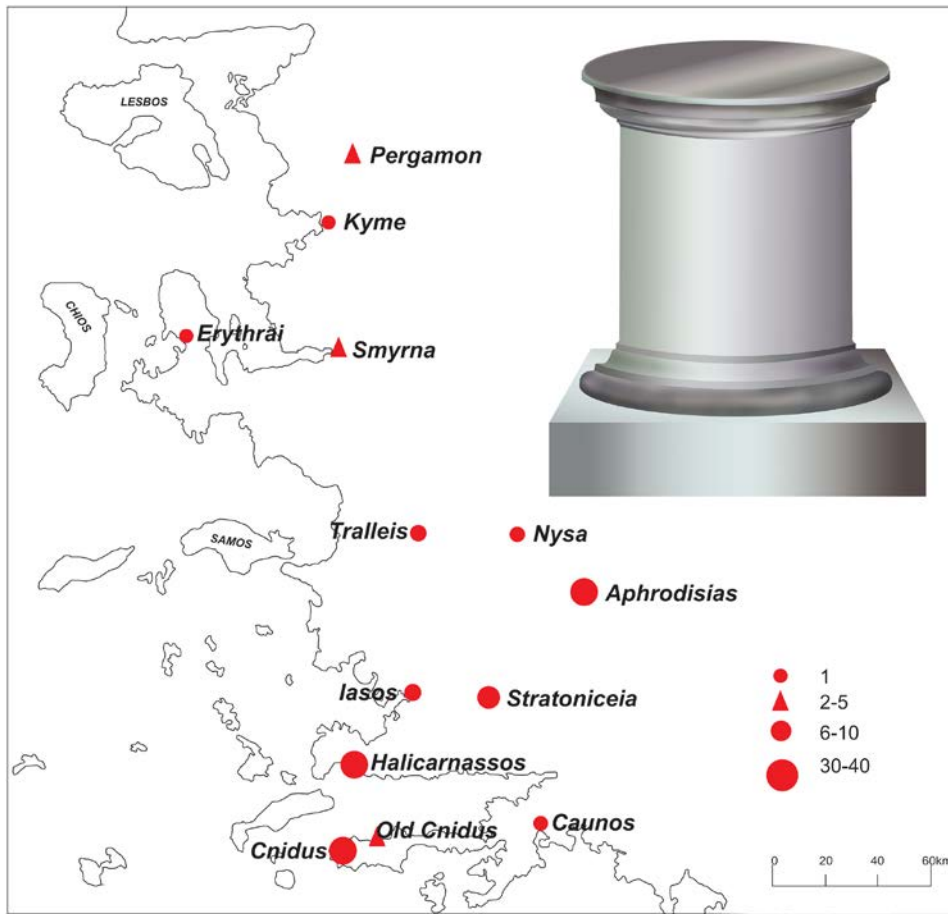 LESBOS
Pergamon
Kyme
CHIOS
Erythrai
Smyrna
Tralleis
Nysa
SAMOS
Aphrodisias
Iasos
Stratoniceia
Halicarnassos
Old Cnidus
Caunos
Cnidus
1
2-5
6-10
30-40
0 20 40 60km